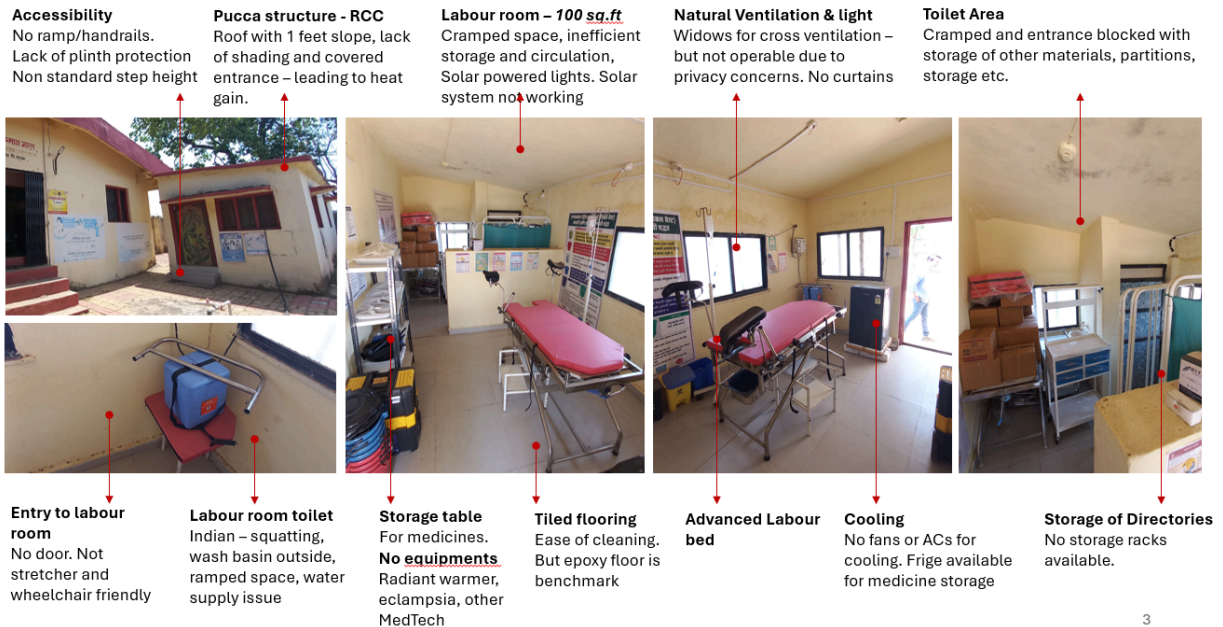 Accessibility
No ramp/handrails.
Lack of plinth protection
Non standard step height
Pucca structure - RCC
Roof with 1 feet slope, lack
of shading and covered
entrance – leading to heat
gain.
Labour room – 100 sq.ft
Cramped space, inefficient
storage and circulation,
Solar powered lights. Solar
system not working
Natural Ventilation & light
Widows for cross ventilation –
but not operable due to
privacy concerns. No curtains
Toilet Area
Cramped and entrance blocked with
storage of other materials, partitions,
storage etc.
Entry to labour
room
No door. Not
stretcher and
wheelchair friendly
Labour room toilet
Indian – squatting,
wash basin outside,
ramped space, water
supply issue
Storage table
For medicines.
No equipments
Radiant warmer,
eclampsia, other
MedTech
Tiled flooring
Ease of cleaning.
But epoxy floor is
benchmark
Advanced Labour
bed
Cooling
No fans or ACs for
cooling. Frige available
for medicine storage
Storage of Directories
No storage racks
available.
3